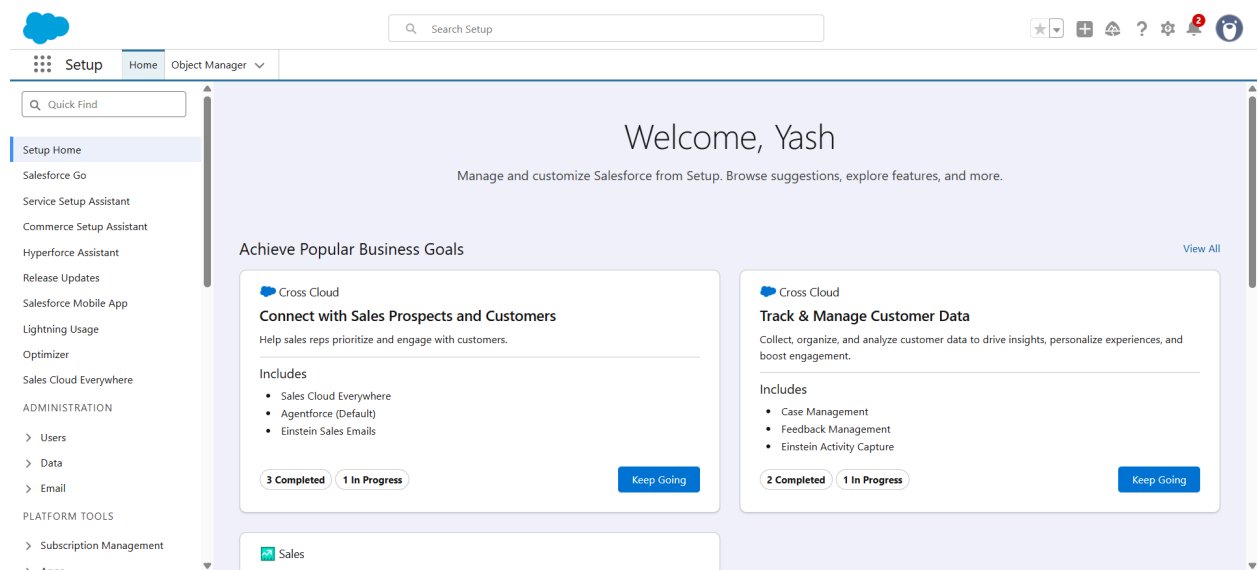 Search Setup
2
Setup
Home
Object Manager
Quick Find
Setup Home
Salesforce Go
Service Setup Assistant
Commerce Setup Assistant
Hyperforce Assistant
Release Updates
Salesforce Mobile App
Lightning Usage
Optimizer
Sales Cloud Everywhere
ADMINISTRATION
Users
Data
Email
PLATFORM TOOLS
Subscription Management
Welcome, Yash
Manage and customize Salesforce from Setup. Browse suggestions, explore features, and more.
Achieve Popular Business Goals
View All
Cross Cloud
Connect with Sales Prospects and Customers
Help sales reps prioritize and engage with customers.
Includes
Sales Cloud Everywhere
Agentforce (Default)
Einstein Sales Emails
3 Completed
1 In Progress
Keep Going
Cross Cloud
Track & Manage Customer Data
Collect, organize, and analyze customer data to drive insights, personalize experiences, and
boost engagement.
Includes
Case Management
Feedback Management
Einstein Activity Capture
2 Completed
1 In Progress
Keep Going
Sales